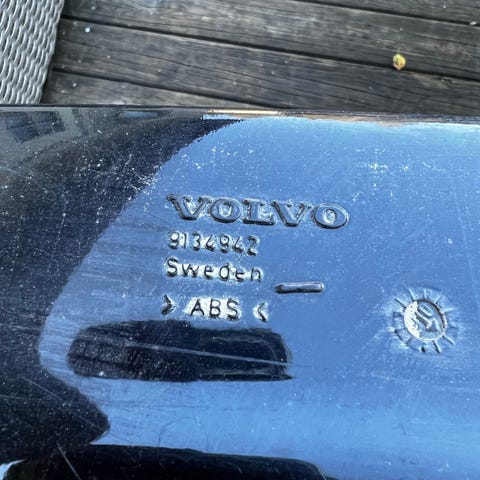 VOLVO
9134942
Sweden
> ABS <